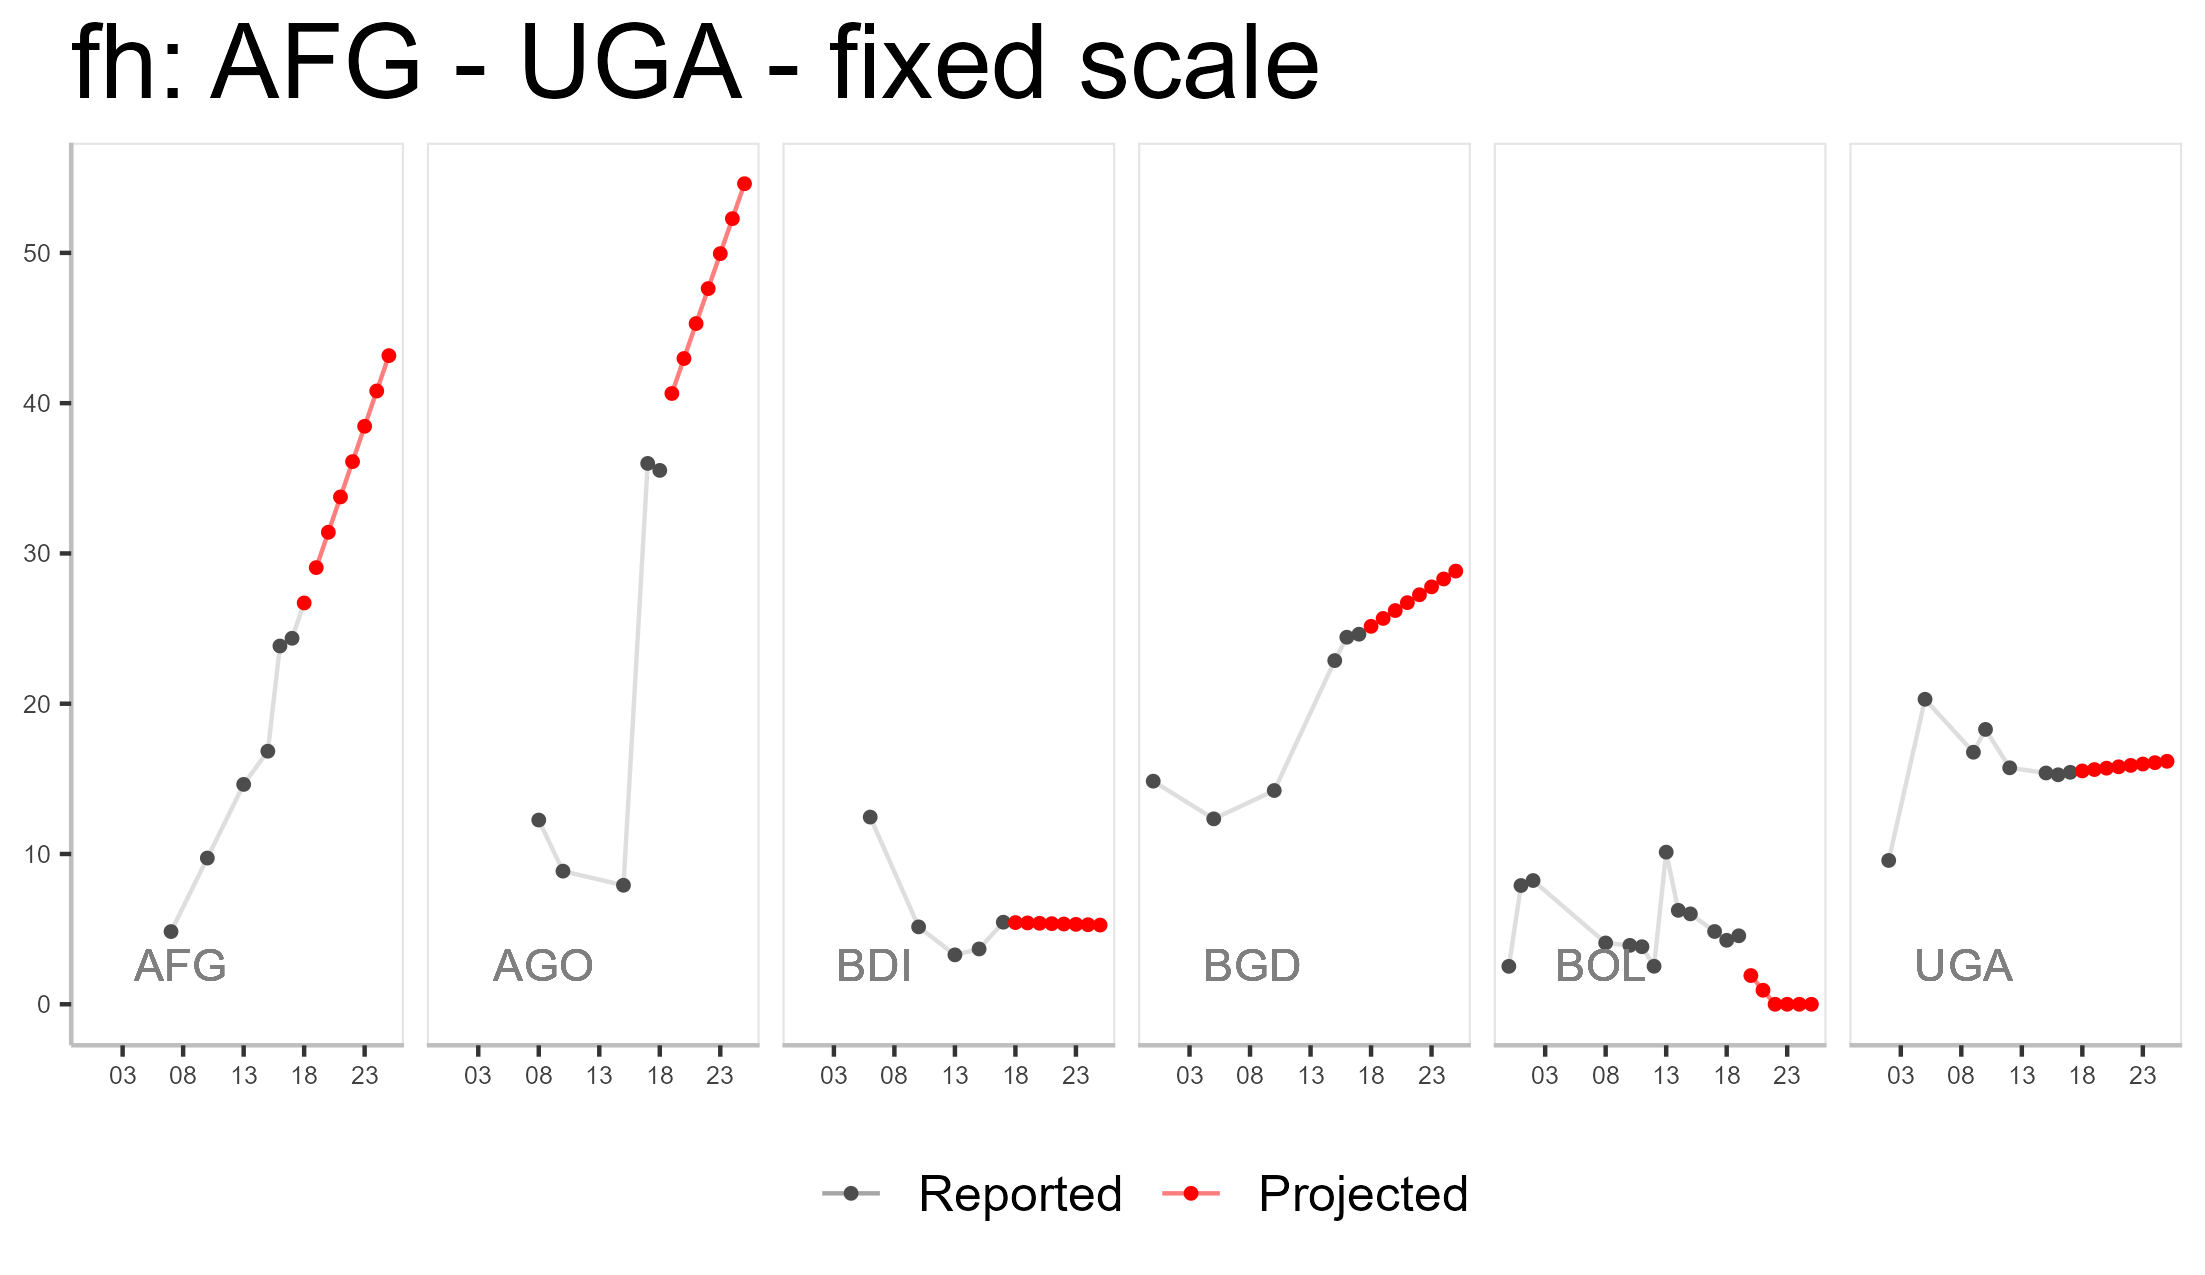 fh: AFG - UGA - fixed scale
50
40
30
20
10
0
AFG AGO BDI BGD BOL UGA
03 08 13 18 23 03 08 13 18 23 03 08 13 18 23 03 08 13 18 23 03 08 13 18 23 03 08 13 18 23
Reported Projected